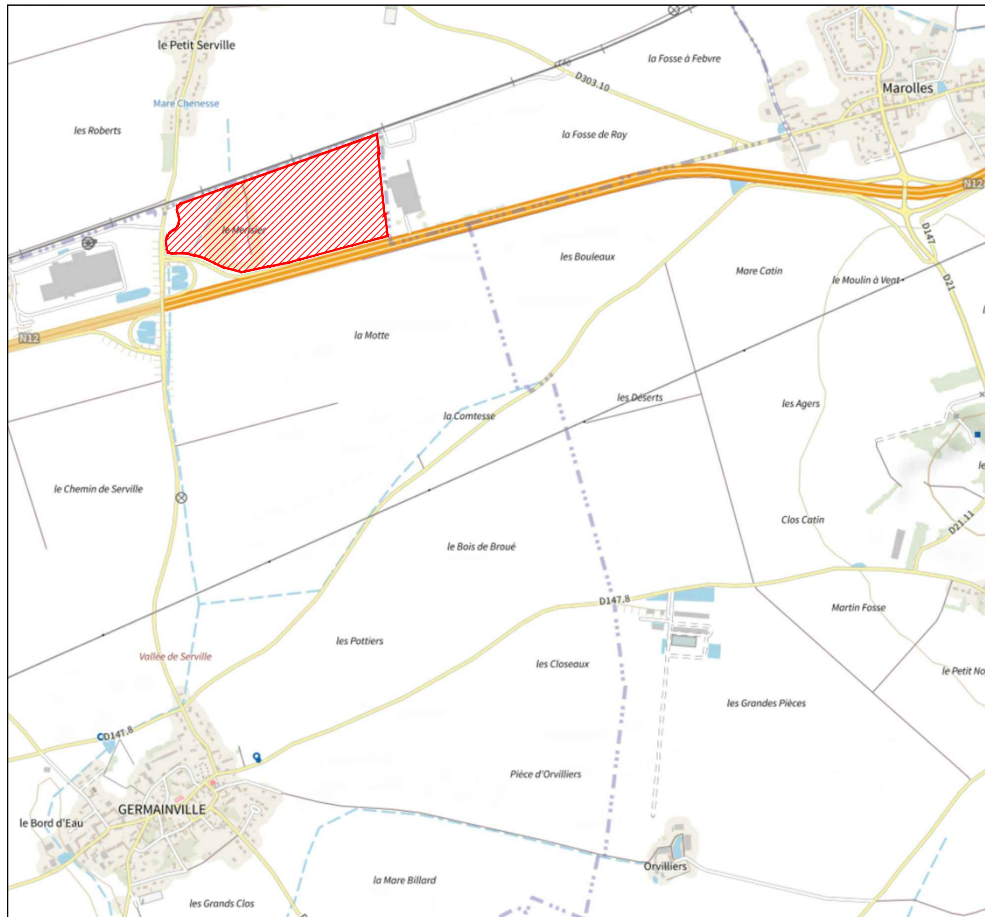 le Petit Serville
la Fosse à Febvre
D303.10
Marolles
Mare Chenesse
les Roberts
la Fosse de Ray
N12
le Merisier
D147
les Bouleaux
Mare Catin
le Moulin à Vent
D21
N12
la Motte
les Déserts
les Agers
la Comtesse
le Chemin de Serville
Clos Catin
D21.11
le Bois de Broué
D147.8
Martin Fosse
les Pottiers
Vallée de Serville
les Closeaux
le Petit No
les Grandes Pièces
D147.8
Pièce d'Orvilliers
GERMAINVILLE
le Bord d'Eau
Orvilliers
la Mare Billard
les Grands Clos